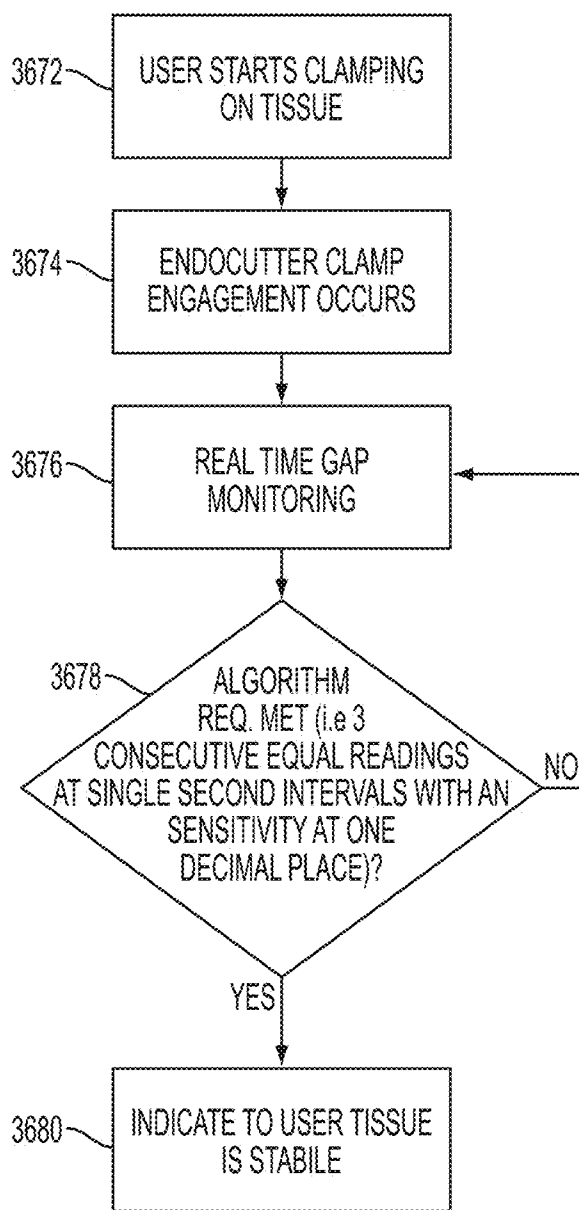 3672
USER STARTS CLAMPING
ON TISSUE
3674
ENDOCUTTER CLAMP
ENGAGEMENT OCCURS
3676
REAL TIME GAP
MONITORING
3678
ALGORITHM
REQ. MET (i.e 3
CONSECUTIVE EQUAL READINGS
AT SINGLE SECOND INTERVALS WITH AN
SENSITIVITY AT ONE
DECIMAL PLACE)?
NO
YES
3680
INDICATE TO USER TISSUE
IS STABILE